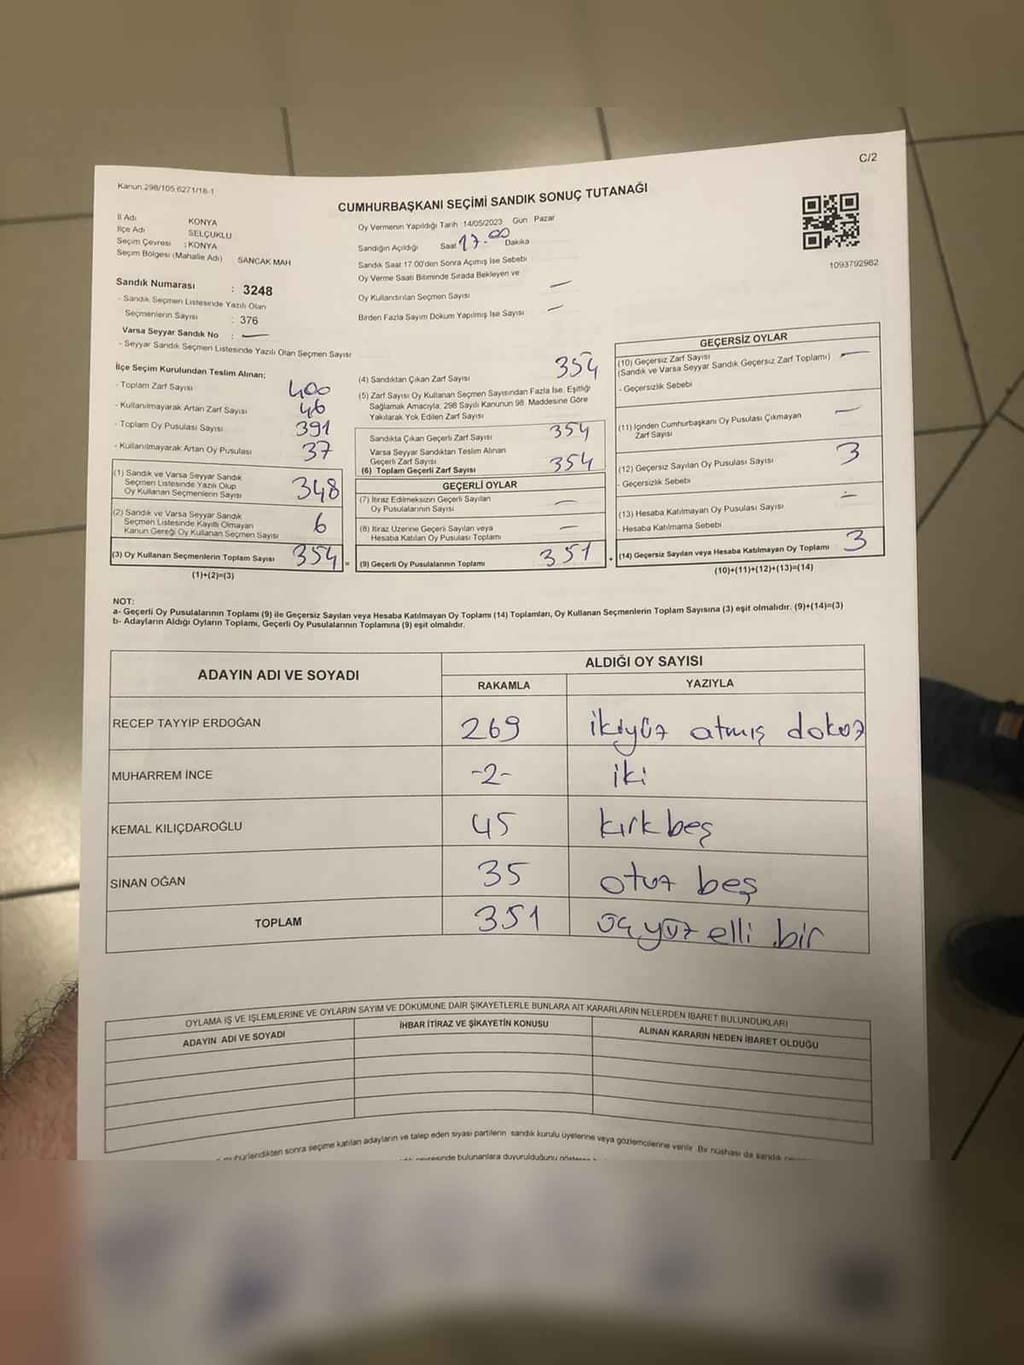 Kanun.298/105,6271/18-1
C/2
CUMHURBAŞKANI SEÇİMİ SANDIK SONUÇ TUTANAĞI
İl Adı KONYA
İlçe Adı SELÇUKLU
Seçim Çevresi : KONYA
Seçim Bölgesi (Mahalle Adı) SANCAK MAH
Sandık Numarası : 3248
- Sandık Seçmen Listesinde Yazılı Olan
Seçmenlerin Sayısı : 376
Varsa Seyyar Sandık No : —
- Seyyar Sandık Seçmen Listesinde Yazılı Olan Seçmen Sayısı
Oy Vermenin Yapıldığı Tarih 14/05/2023 Gün Pazar
Sandığın Açıldığı Saat 17.00 Dakika
Sandık Saat 17.00'den Sonra Açımış İse Sebebi
Oy Verme Saati Bitiminde Sırada Bekleyen ve
Oy Kullandırılan Seçmen Sayısı —
Birden Fazla Sayım Döküm Yapılmış İse Sayısı —
1093702982
İlçe Seçim Kurulundan Teslim Alınan;
- Toplam Zarf Sayısı 400
- Kullanılmayarak Artan Zarf Sayısı 46
- Toplam Oy Pusulası Sayısı 391
- Kullanılmayarak Artan Oy Pusulası 37
(1) Sandık ve Varsa Seyyar Sandık
Seçmen Listesinde Yazılı Olup
Oy Kullanan Seçmenlerin Sayısı 348
(2) Sandık ve Varsa Seyyar Sandık
Seçmen Listesinde Kayıtlı Olmayan
Kanun Gereği Oy Kullanan Seçmen Sayısı 6
(3) Oy Kullanan Seçmenlerin Toplam Sayısı 354 =
(1)+(2)=(3)
(4) Sandıktan Çıkan Zarf Sayısı 354
(5) Zarf Sayısı Oy Kullanan Seçmen Sayısından Fazla İse, Eşitliği
Sağlamak Amacıyla, 298 Sayılı Kanunun 98. Maddesine Göre
Yakılarak Yok Edilen Zarf Sayısı
Sandıkta Çıkan Geçerli Zarf Sayısı 354
Varsa Seyyar Sandıktan Teslim Alınan
Geçerli Zarf Sayısı
(6) Toplam Geçerli Zarf Sayısı 354
GEÇERLİ OYLAR
(7) İtiraz Edilmeksizin Geçerli Sayılan
Oy Pusulalarının Sayısı —
(8) İtiraz Üzerine Geçerli Sayılan veya
Hesaba Katılan Oy Pusulası Toplamı —
(9) Geçerli Oy Pusulalarının Toplamı 351 +
GEÇERSİZ OYLAR
(10) Geçersiz Zarf Sayısı —
(Sandık ve Varsa Seyyar Sandık Geçersiz Zarf Toplamı)
- Geçersizlik Sebebi
(11) İçinden Cumhurbaşkanı Oy Pusulası Çıkmayan
Zarf Sayısı —
(12) Geçersiz Sayılan Oy Pusulası Sayısı 3
- Geçersizlik Sebebi
(13) Hesaba Katılmayan Oy Pusulası Sayısı —
- Hesaba Katılmama Sebebi
(14) Geçersiz Sayılan veya Hesaba Katılmayan Oy Toplamı 3
(10)+(11)+(12)+(13)=(14)
NOT:
a- Geçerli Oy Pusulalarının Toplamı (9) ile Geçersiz Sayılan veya Hesaba Katılmayan Oy Toplamı (14) Toplamları, Oy Kullanan Seçmenlerin Toplam Sayısına (3) eşit olmalıdır. (9)+(14)=(3)
b- Adayların Aldığı Oyların Toplamı, Geçerli Oy Pusulalarının Toplamına (9) eşit olmalıdır.
ADAYIN ADI VE SOYADI ALDIĞI OY SAYISI
RAKAMLA YAZIYLA
RECEP TAYYİP ERDOĞAN 269 ikiyüz atmış dokuz
MUHARREM İNCE -2- iki
KEMAL KILIÇDAROĞLU 45 kırk beş
SİNAN OĞAN 35 otuz beş
TOPLAM 351 üçyüz elli bir
OYLAMA İŞ VE İŞLEMLERİNE VE OYLARIN SAYIM VE DÖKÜMÜNE DAİR ŞİKAYETLERLE BUNLARA AİT KARARLARIN NELERDEN İBARET BULUNDUKLARI
ADAYIN ADI VE SOYADI İHBAR İTİRAZ VE ŞİKAYETİN KONUSU ALINAN KARARIN NEDEN İBARET OLDUĞU
mühürlendikten sonra seçime katılan adayların ve talep eden siyasi partilerin sandık kurulu üyelerine veya gözlemcilerine verilir. Bir nüshası da sandık
çevresinde bulunanlara duyurulduğunu